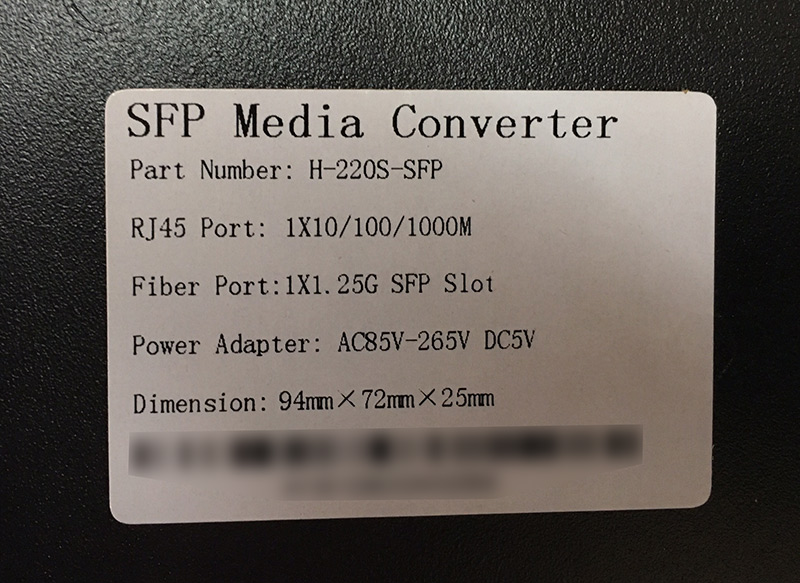 SFP Media Converter
Part Number: H-220S-SFP
RJ45 Port: 1X10/100/1000M
Fiber Port:1X1.25G SFP Slot
Power Adapter: AC85V-265V DC5V
Dimension: 94mm×72mm×25mm